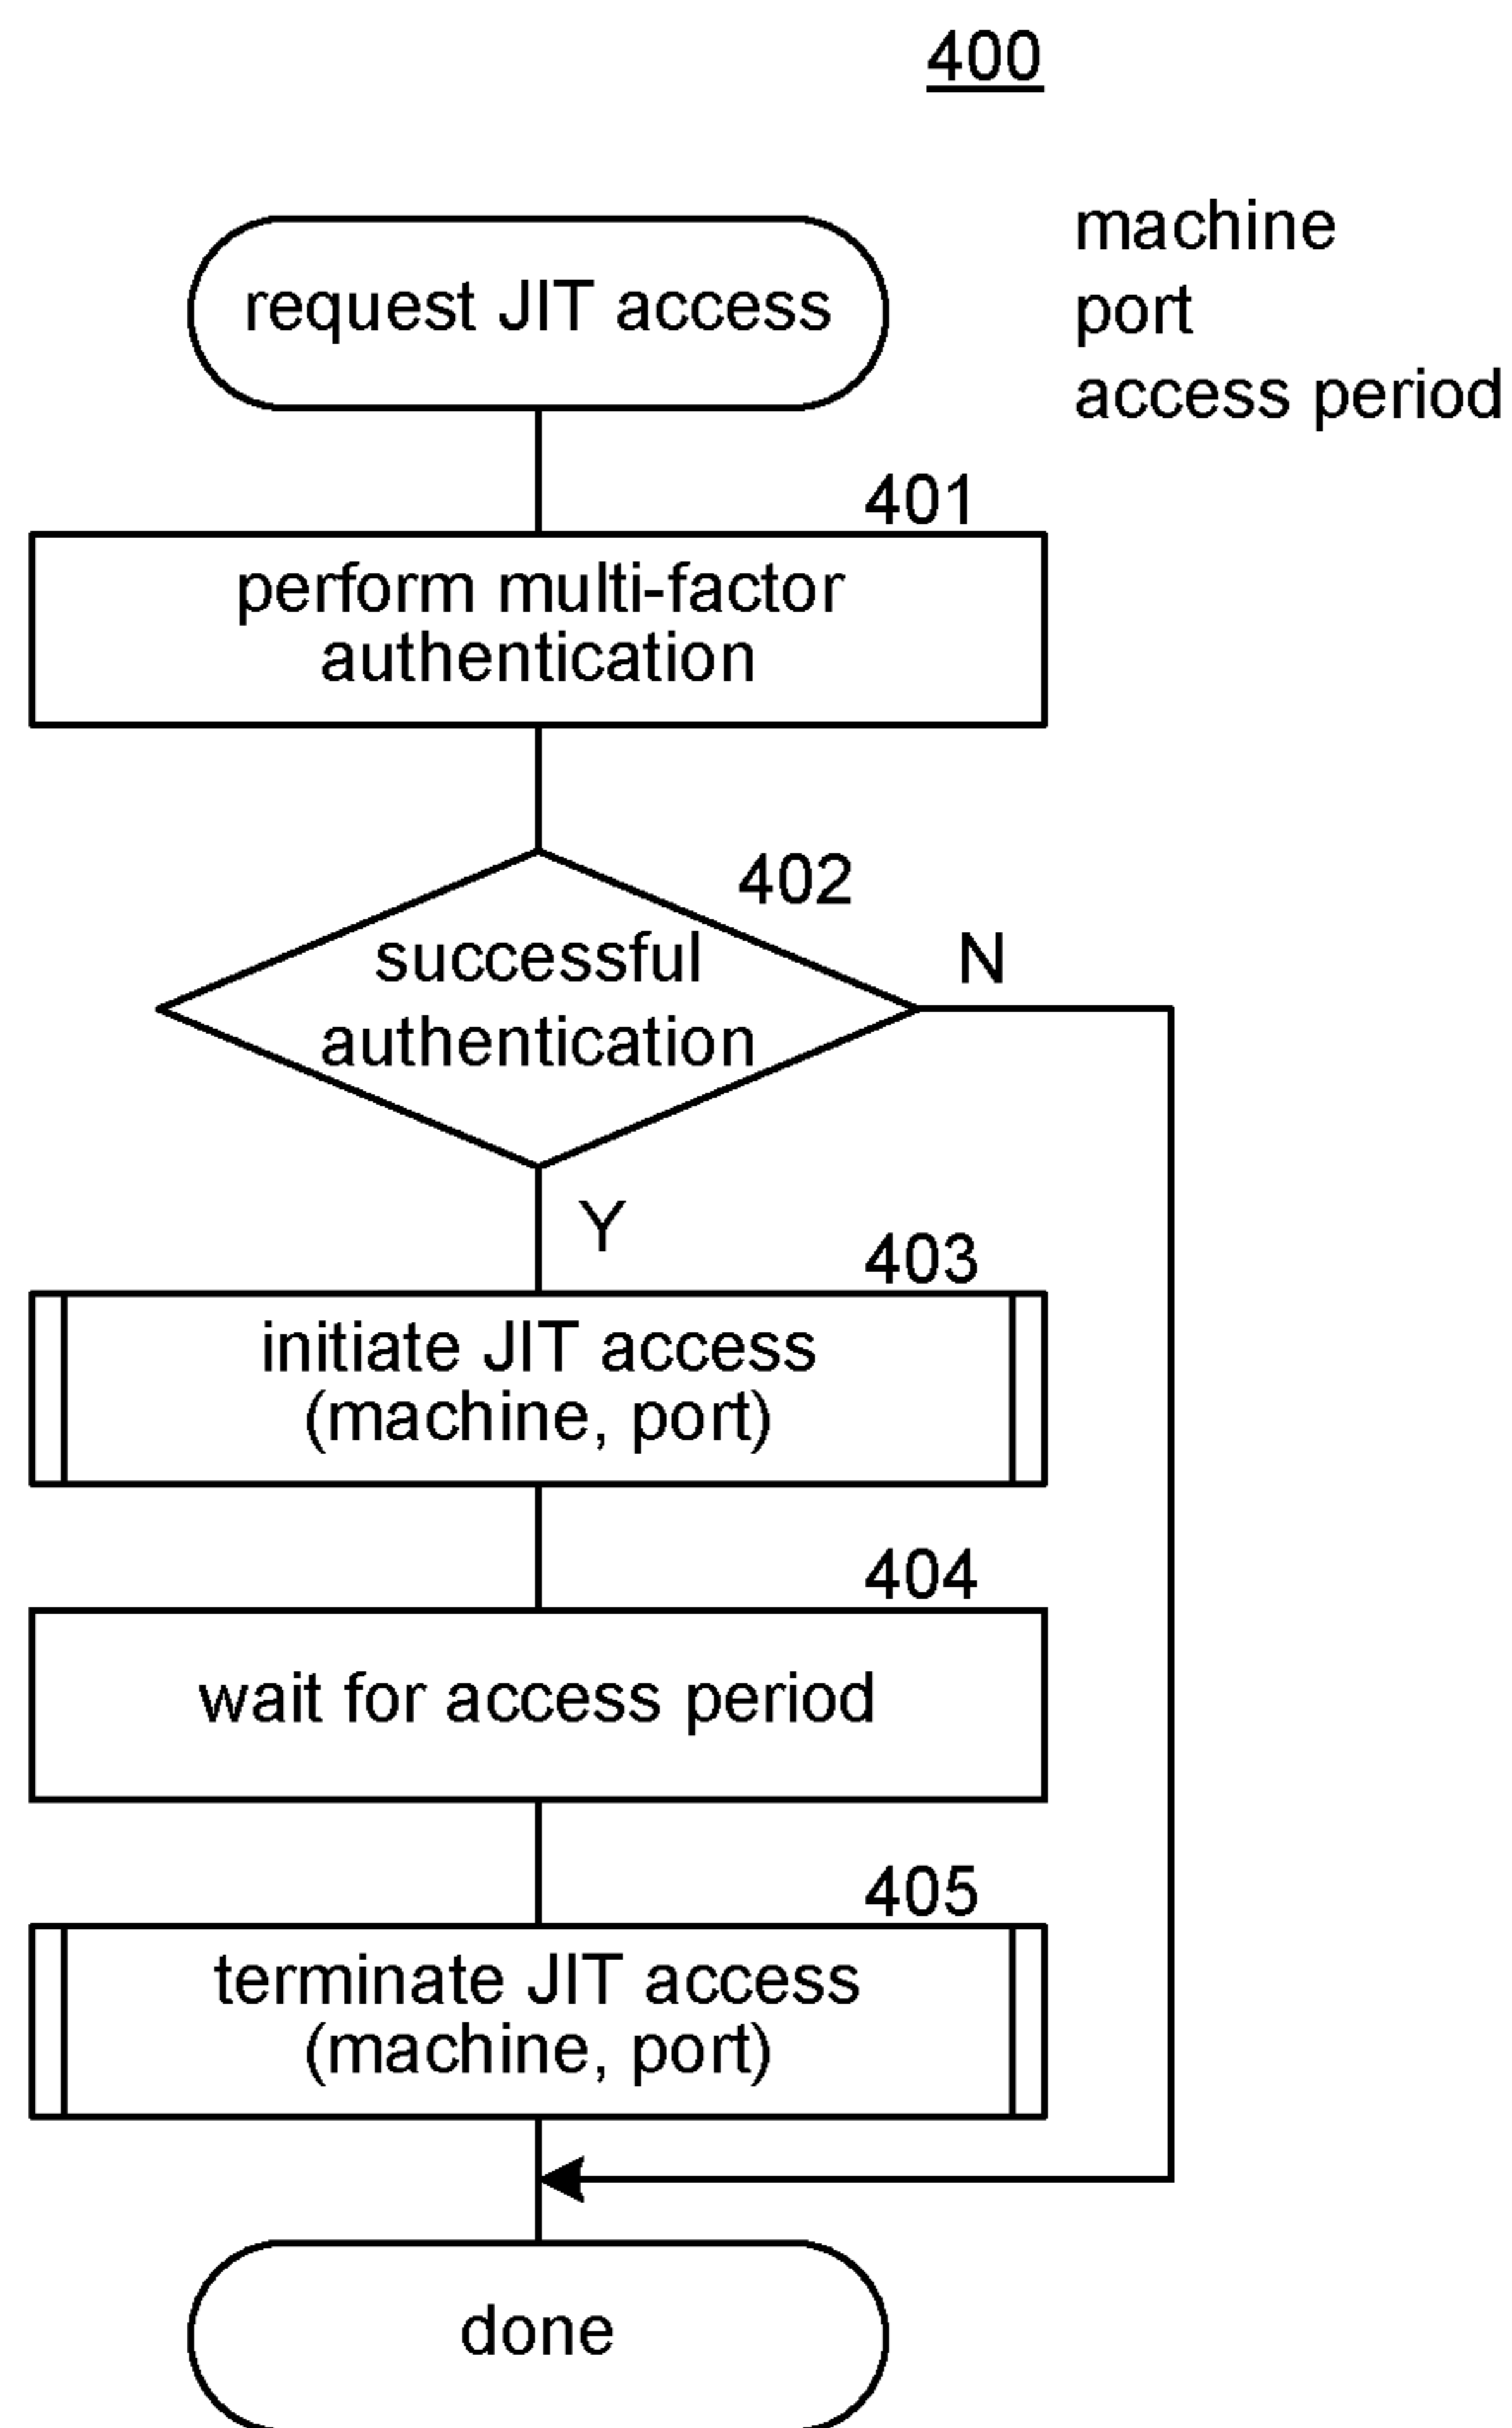 400
request JIT access
machine
port
access period
401
perform multi-factor
authentication
402
successful
authentication
N
Y
403
initiate JIT access
(machine, port)
404
wait for access period
405
terminate JIT access
(machine, port)
done